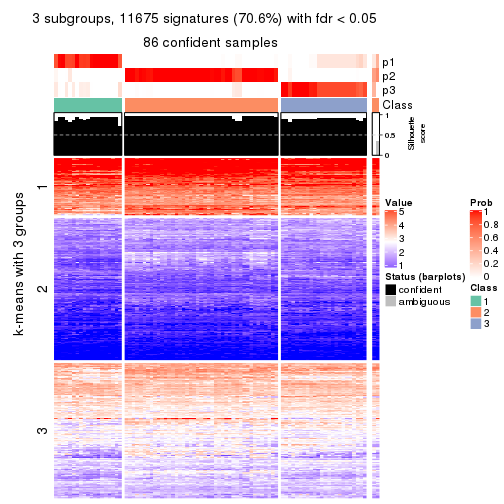 3 subgroups, 11675 signatures (70.6%) with fdr < 0.05
86 confident samples
p1
p2
p3
Class
1
0.5
0
Silhouette
score
k-means with 3 groups
1
2
3
Value
5
4
3
2
1
Status (barplots)
confident
ambiguous
Prob
1
0.8
0.6
0.4
0.2
0
Class
1
2
3